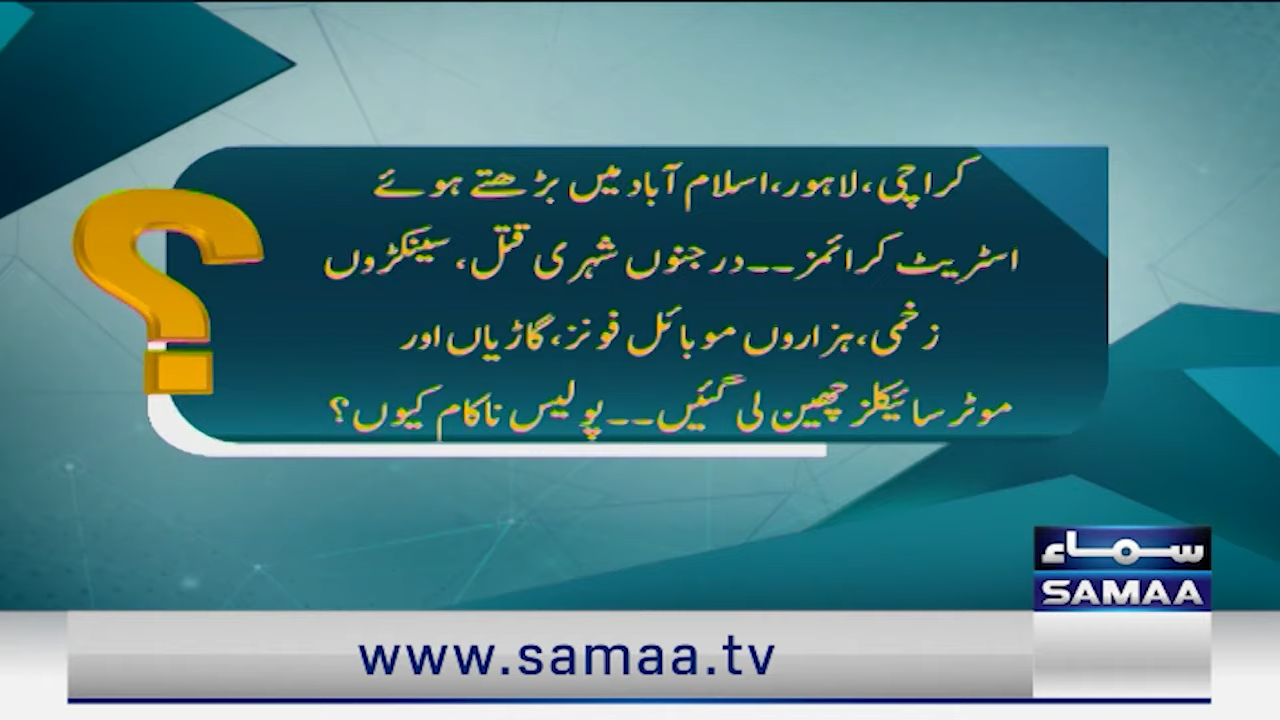 کراچی، لاہور، اسلام آباد میں بڑھتے ہوئے
اسٹریٹ کرائمز۔۔درجنوں شہری قتل، سینکڑوں
زخمی، ہزاروں موبائل فونز، گاڑیاں اور
موٹر سائیکلز چھین لی گئیں۔۔پولیس ناکام کیوں؟
سماء
SAMAA
www.samaa.tv